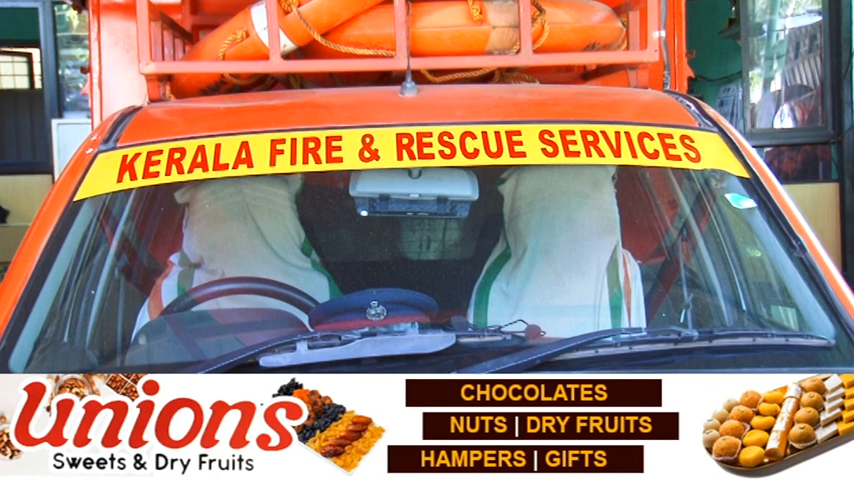 KERALA FIRE & RESCUE SERVICES
unions
Sweets & Dry Fruits
CHOCOLATES
NUTS | DRY FRUITS
HAMPERS | GIFTS